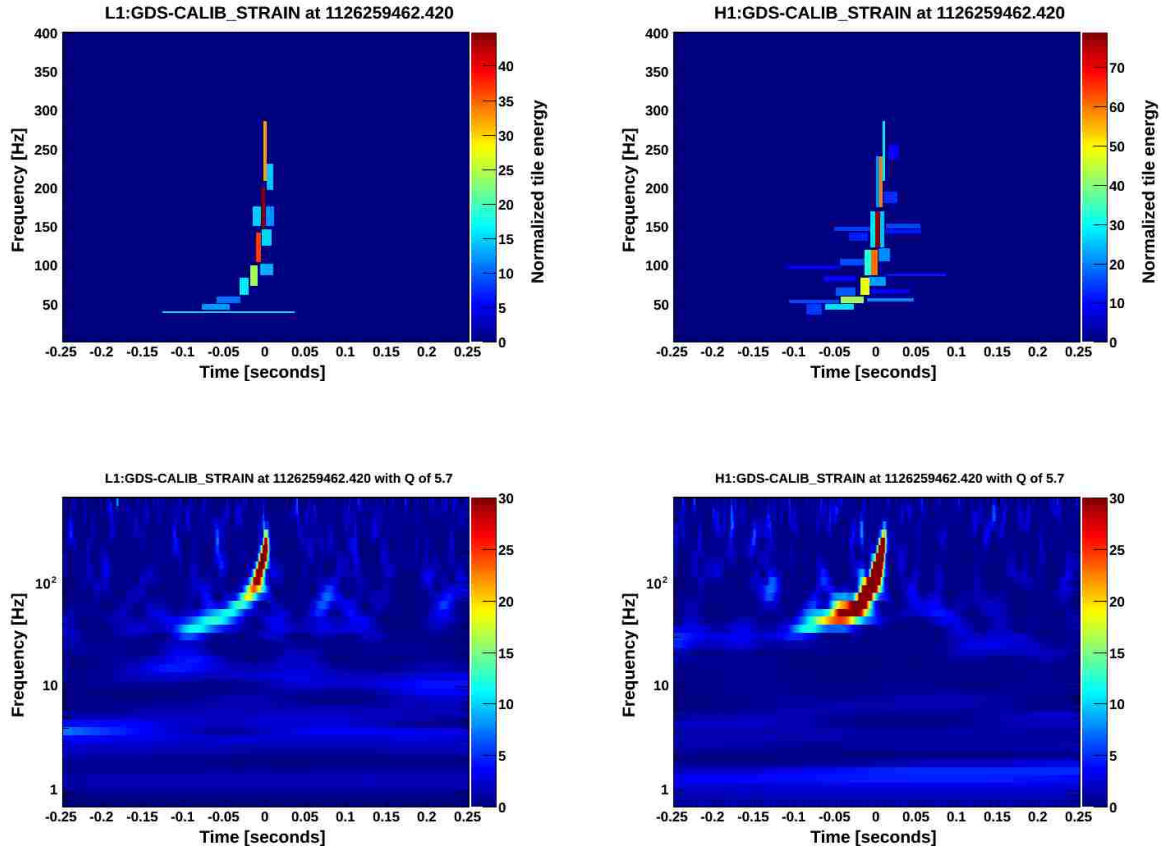 L1:GDS-CALIB_STRAIN at 1126259462.420
Frequency [Hz]
400
350
300
250
200
150
100
50
-0.25 -0.2 -0.15 -0.1 -0.05 0 0.05 0.1 0.15 0.2 0.25
Time [seconds]
40
35
30
25
20
15
10
5
0
Normalized tile energy
H1:GDS-CALIB_STRAIN at 1126259462.420
Frequency [Hz]
400
350
300
250
200
150
100
50
-0.25 -0.2 -0.15 -0.1 -0.05 0 0.05 0.1 0.15 0.2 0.25
Time [seconds]
70
60
50
40
30
20
10
0
Normalized tile energy
L1:GDS-CALIB_STRAIN at 1126259462.420 with Q of 5.7
Frequency [Hz]
10²
10
1
-0.25 -0.2 -0.15 -0.1 -0.05 0 0.05 0.1 0.15 0.2 0.25
Time [seconds]
30
25
20
15
10
5
0
H1:GDS-CALIB_STRAIN at 1126259462.420 with Q of 5.7
Frequency [Hz]
10²
10
1
-0.25 -0.2 -0.15 -0.1 -0.05 0 0.05 0.1 0.15 0.2 0.25
Time [seconds]
30
25
20
15
10
5
0